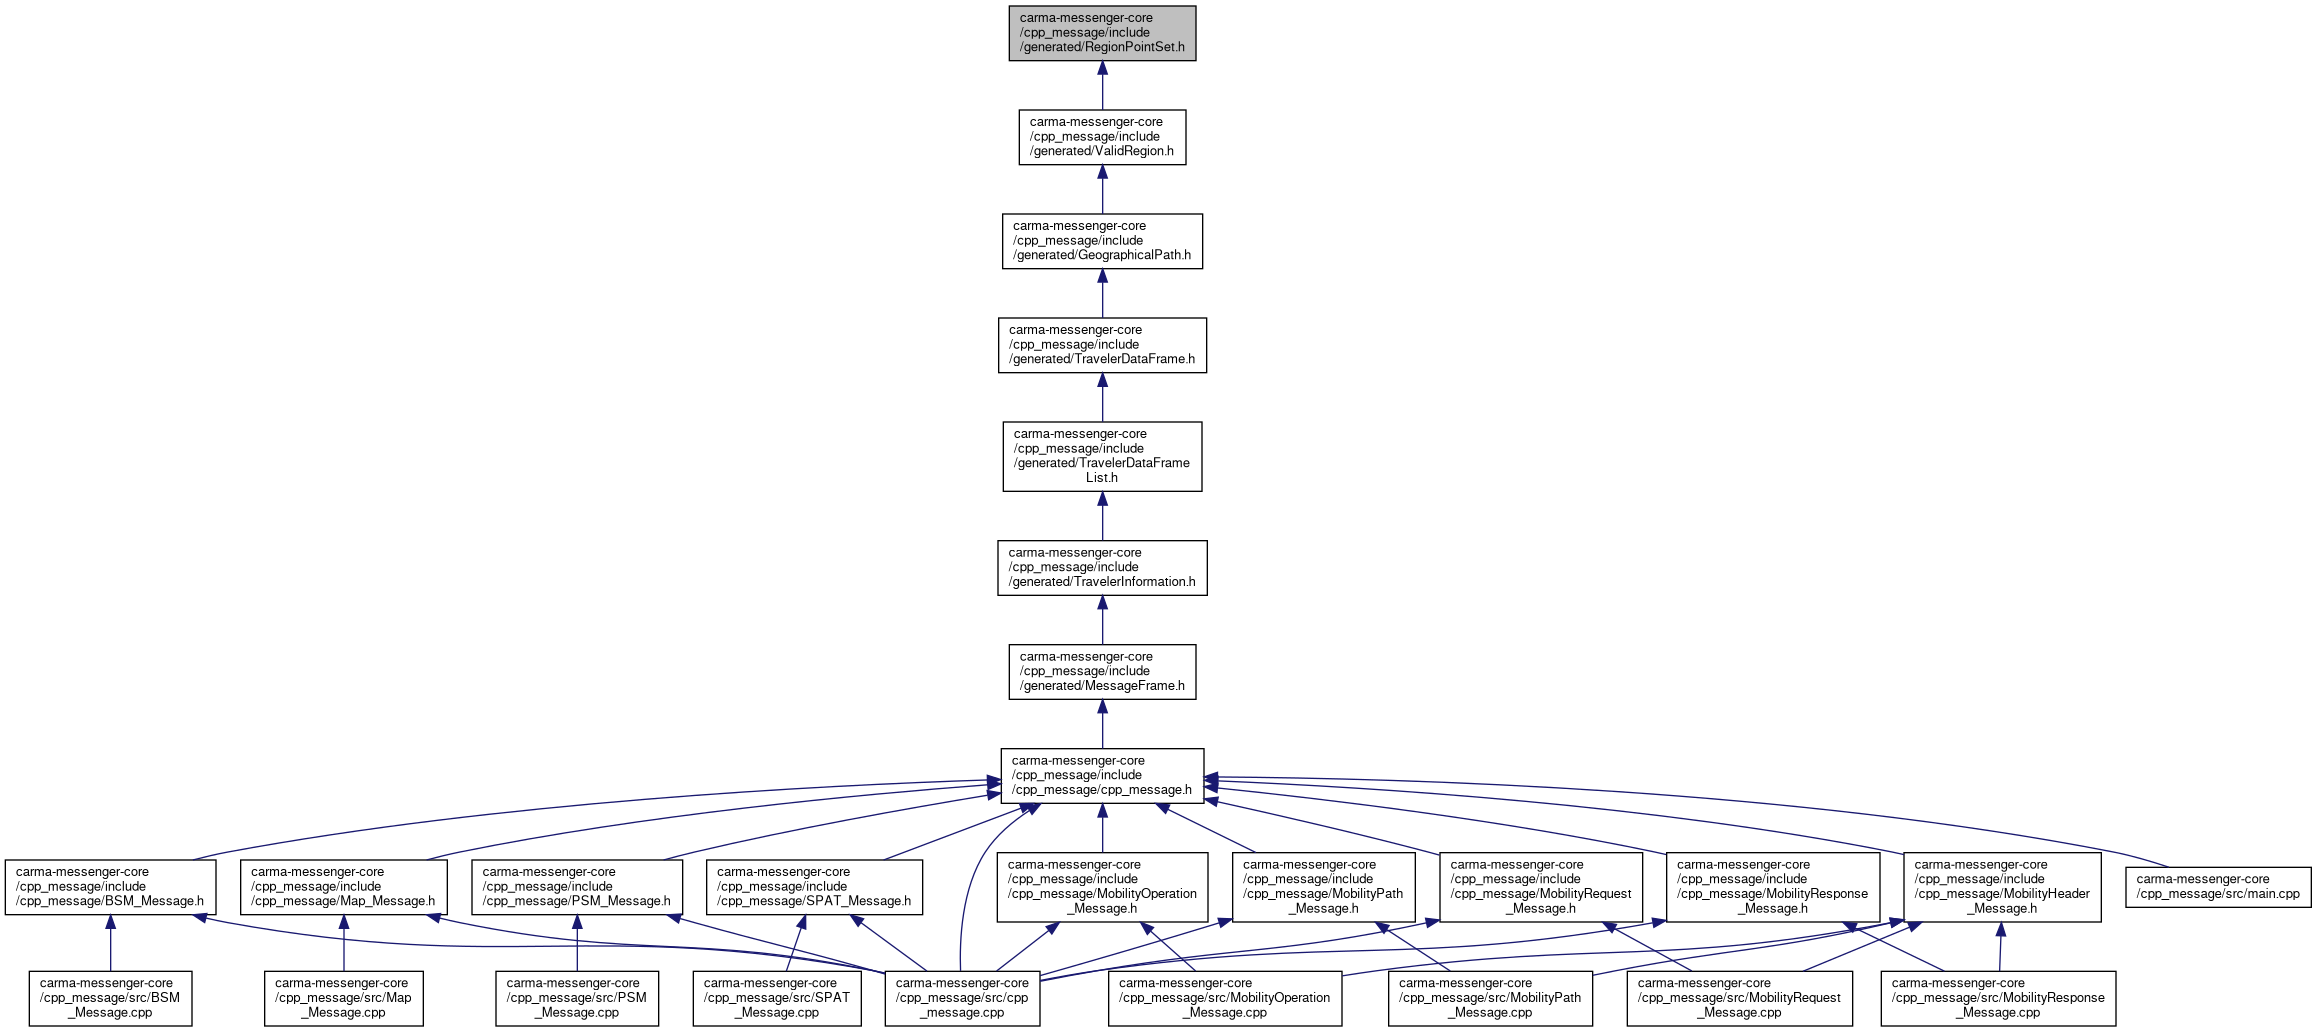 carma-messenger-core
/cpp_message/include
/generated/RegionPointSet.h
carma-messenger-core
/cpp_message/include
/generated/ValidRegion.h
carma-messenger-core
/cpp_message/include
/generated/GeographicalPath.h
carma-messenger-core
/cpp_message/include
/generated/TravelerDataFrame.h
carma-messenger-core
/cpp_message/include
/generated/TravelerDataFrame
List.h
carma-messenger-core
/cpp_message/include
/generated/TravelerInformation.h
carma-messenger-core
/cpp_message/include
/generated/MessageFrame.h
carma-messenger-core
/cpp_message/include
/cpp_message/cpp_message.h
carma-messenger-core
/cpp_message/include
/cpp_message/BSM_Message.h
carma-messenger-core
/cpp_message/include
/cpp_message/Map_Message.h
carma-messenger-core
/cpp_message/include
/cpp_message/PSM_Message.h
carma-messenger-core
/cpp_message/include
/cpp_message/SPAT_Message.h
carma-messenger-core
/cpp_message/include
/cpp_message/MobilityOperation
_Message.h
carma-messenger-core
/cpp_message/include
/cpp_message/MobilityPath
_Message.h
carma-messenger-core
/cpp_message/include
/cpp_message/MobilityRequest
_Message.h
carma-messenger-core
/cpp_message/include
/cpp_message/MobilityResponse
_Message.h
carma-messenger-core
/cpp_message/include
/cpp_message/MobilityHeader
_Message.h
carma-messenger-core
/cpp_message/src/main.cpp
carma-messenger-core
/cpp_message/src/BSM
_Message.cpp
carma-messenger-core
/cpp_message/src/Map
_Message.cpp
carma-messenger-core
/cpp_message/src/PSM
_Message.cpp
carma-messenger-core
/cpp_message/src/SPAT
_Message.cpp
carma-messenger-core
/cpp_message/src/cpp
_message.cpp
carma-messenger-core
/cpp_message/src/MobilityOperation
_Message.cpp
carma-messenger-core
/cpp_message/src/MobilityPath
_Message.cpp
carma-messenger-core
/cpp_message/src/MobilityRequest
_Message.cpp
carma-messenger-core
/cpp_message/src/MobilityResponse
_Message.cpp